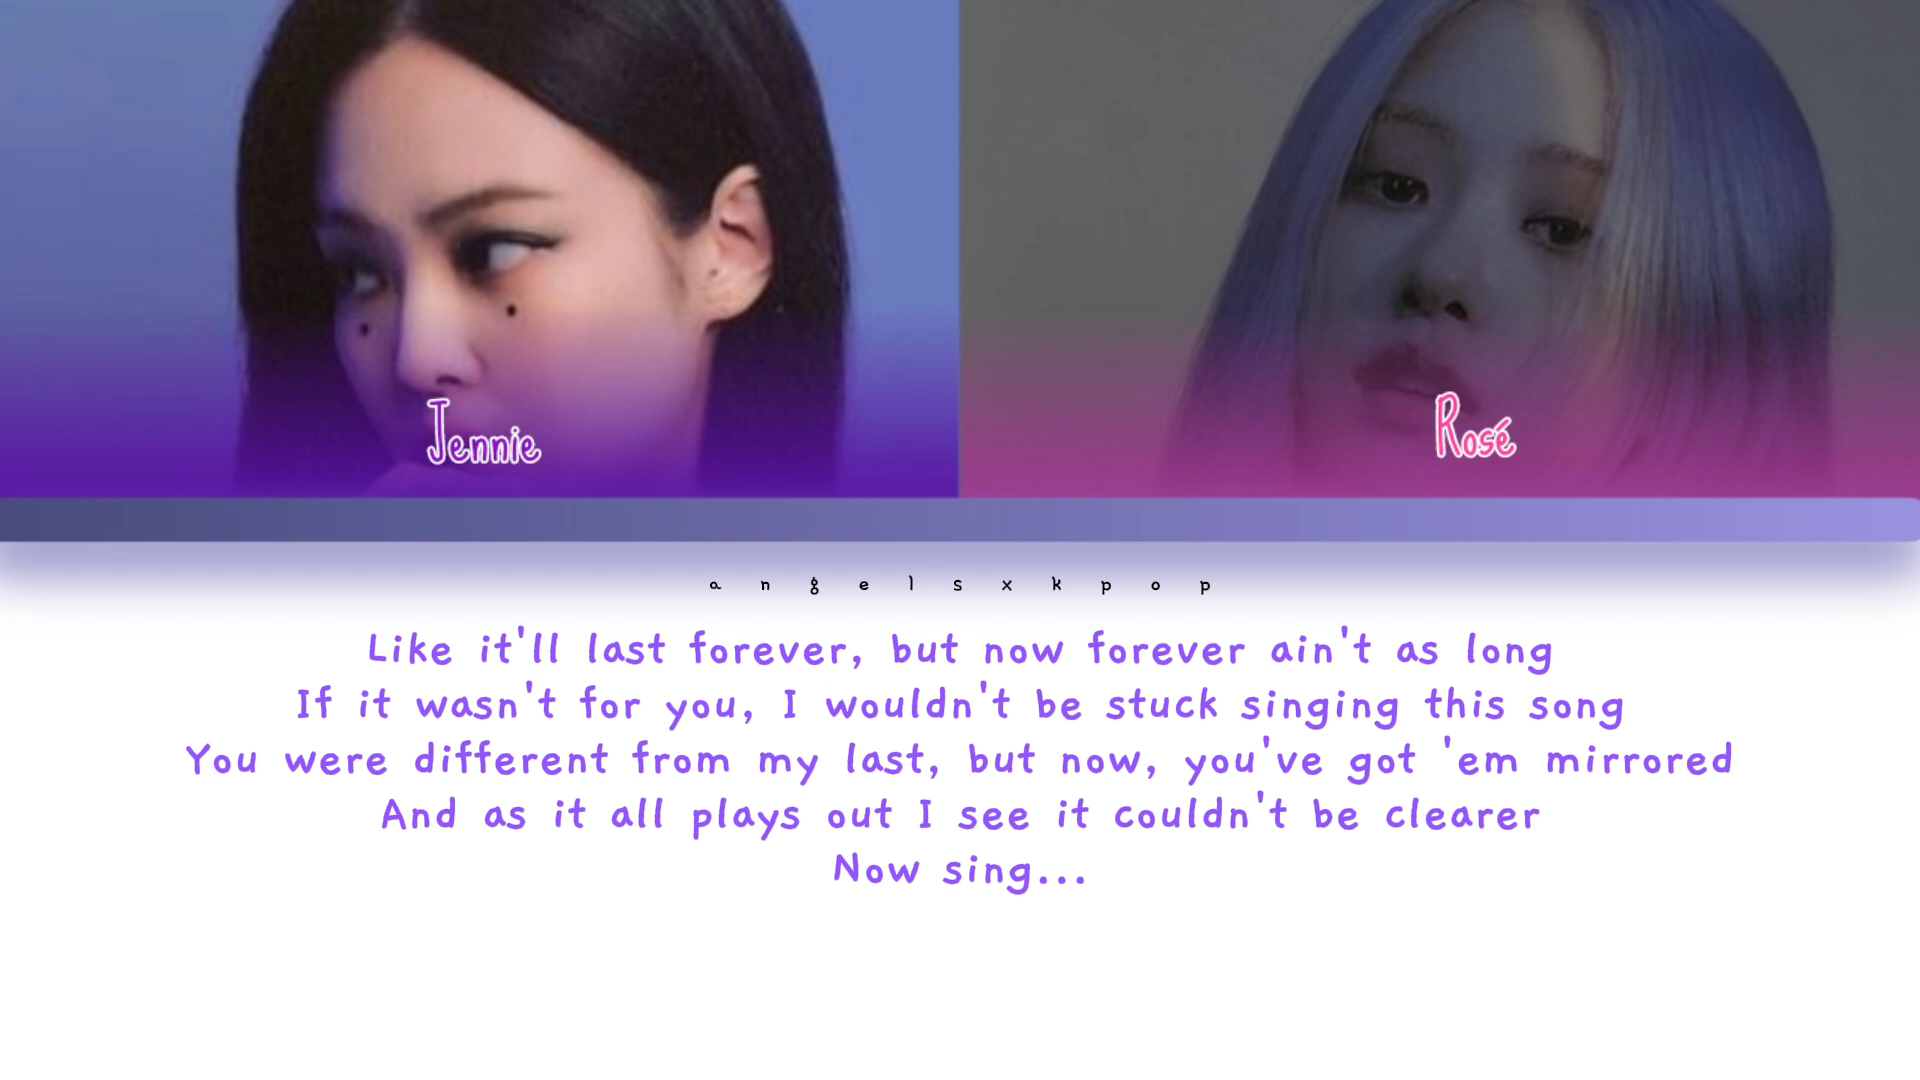 Jennie
Rosé
angelsxkpop
Like it'll last forever, but now forever ain't as long
If it wasn't for you, I wouldn't be stuck singing this song
You were different from my last, but now, you've got 'em mirrored
And as it all plays out I see it couldn't be clearer
Now sing...